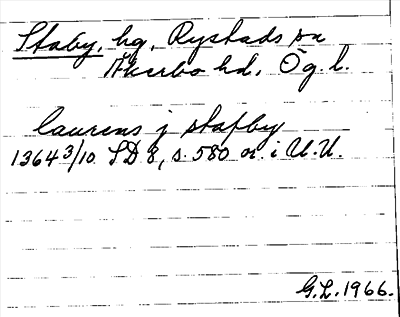 Staby, hg, Rystads sn
Åkerbo hd, Ög. l.
laurens j stafby
1364 3/10 SD 8, s. 580 or. i U.U.
G.L. 1966.